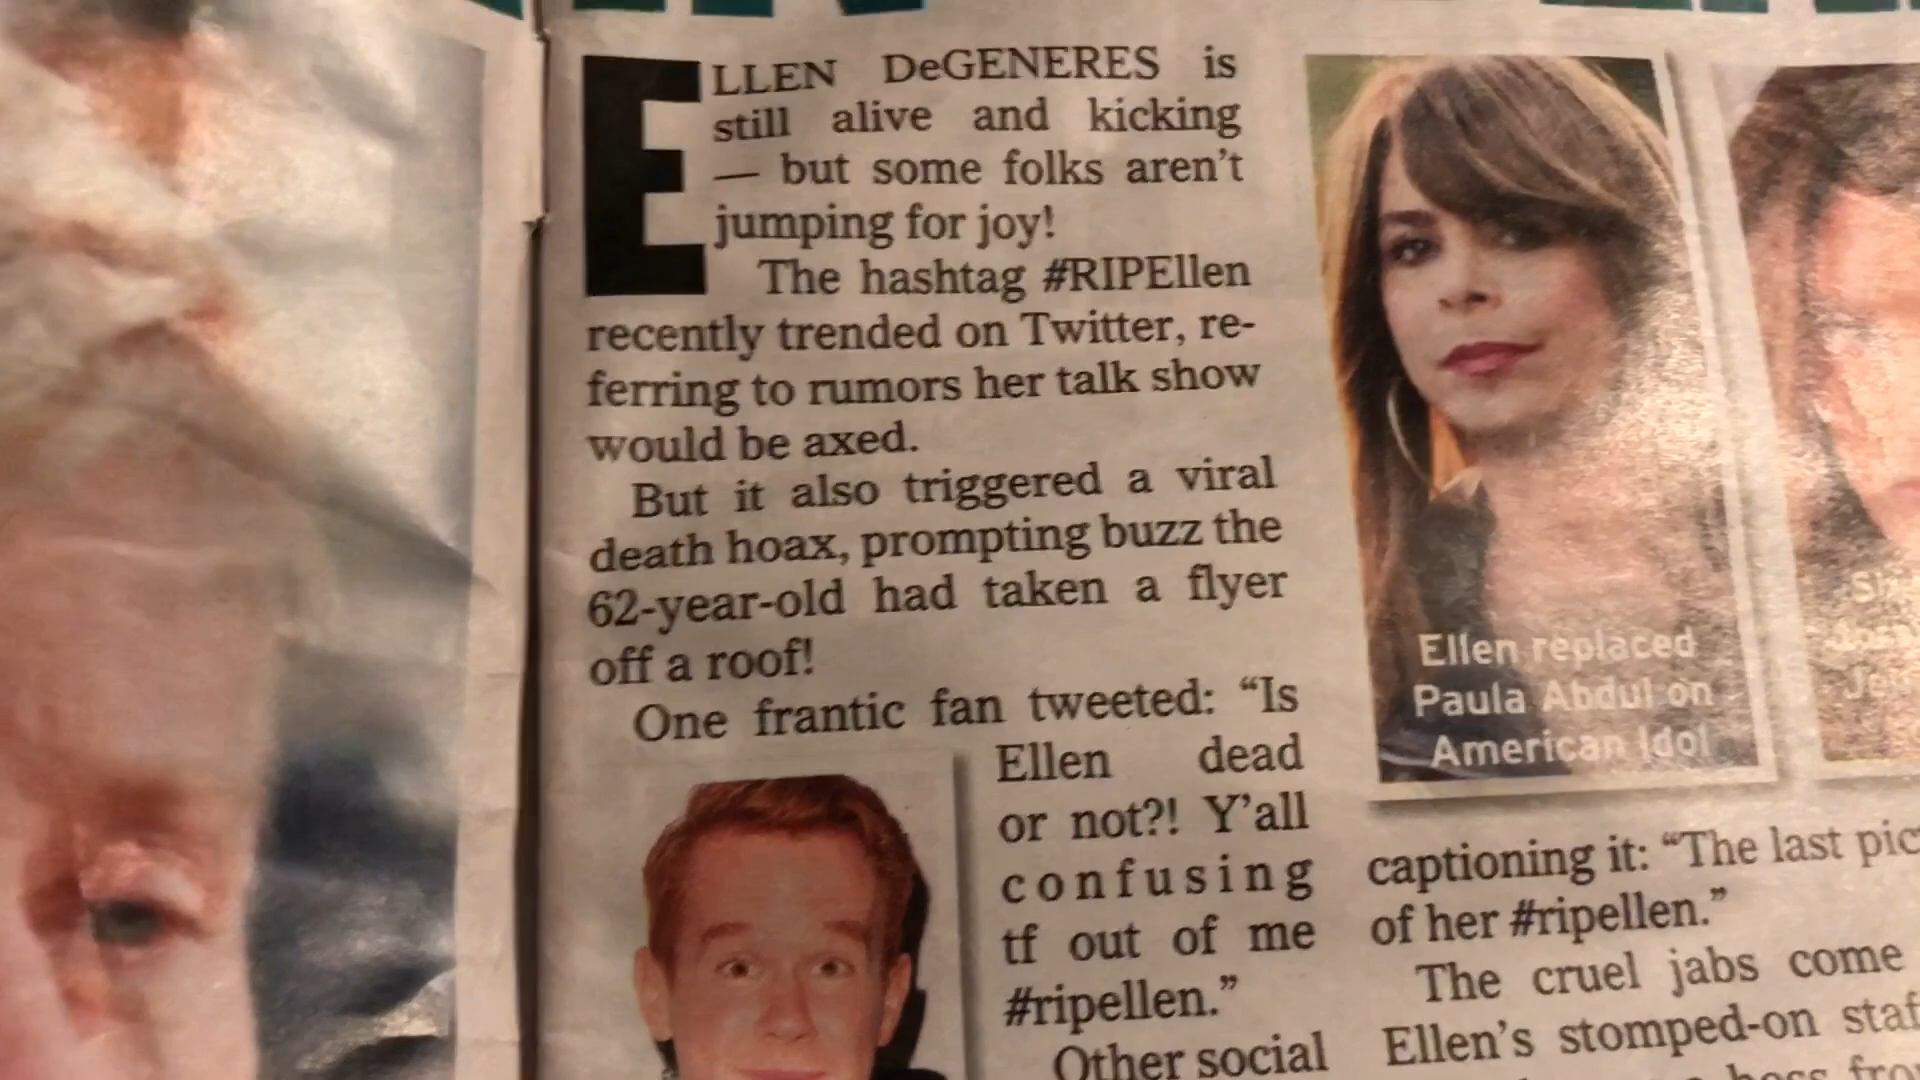 ELLEN DeGENERES is
still alive and kicking
— but some folks aren't
jumping for joy!
The hashtag #RIPEllen
recently trended on Twitter, re-
ferring to rumors her talk show
would be axed.
But it also triggered a viral
death hoax, prompting buzz the
62-year-old had taken a flyer
off a roof!
One frantic fan tweeted: “Is
Ellen dead
or not?! Y'all
confusing
tf out of me
#ripellen.”
Other social
Ellen replaced
Paula Abdul on
American Idol
captioning it: “The last
of her #ripellen.”
The cruel jabs come
Ellen's stomped-on